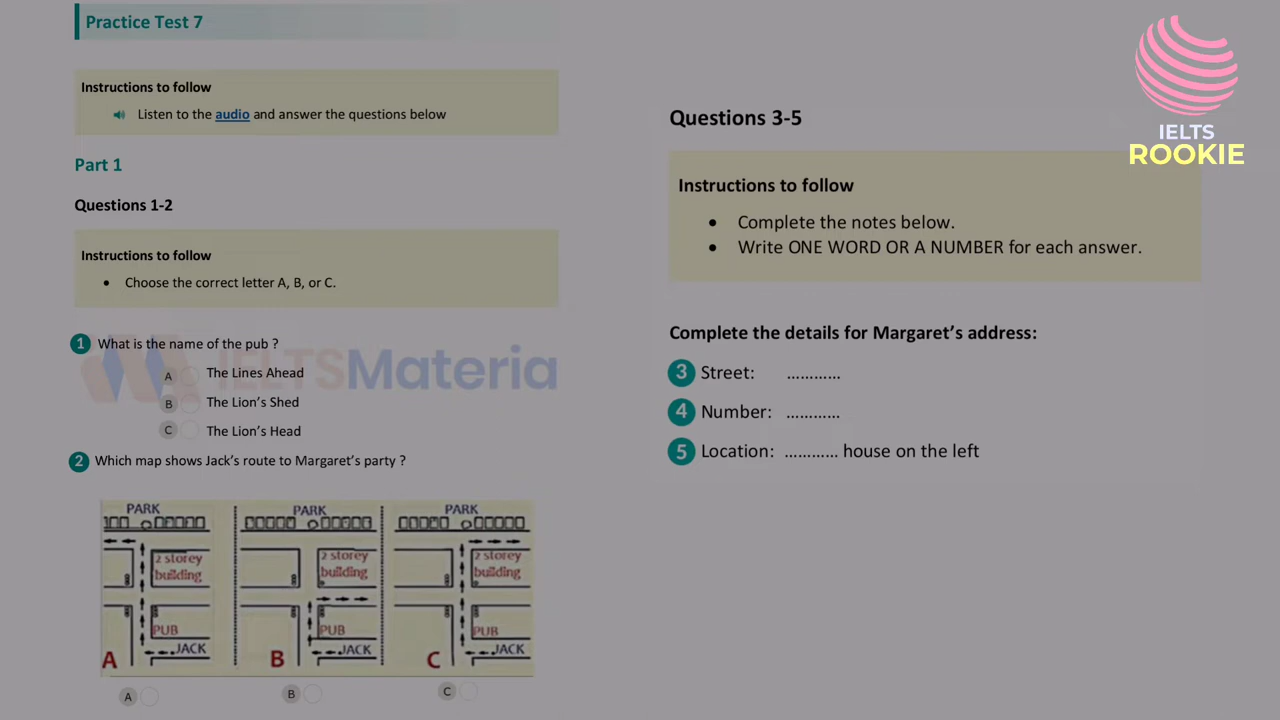 Practice Test 7
Instructions to follow
Listen to the audio and answer the questions below
Part 1
Questions 1-2
Instructions to follow
• Choose the correct letter A, B, or C.
1 What is the name of the pub ?
A The Lines Ahead
B The Lion's Shed
C The Lion's Head
IELTSMateria
2 Which map shows Jack's route to Margaret's party ?
PARK
2 storey
building
PUB
JACK
A
PARK
2 storey
building
PUB
JACK
B
PARK
2 storey
building
PUB
JACK
C
A
B
C
IELTS
ROOKIE
Questions 3-5
Instructions to follow
• Complete the notes below.
• Write ONE WORD OR A NUMBER for each answer.
Complete the details for Margaret's address:
3 Street: ............
4 Number: ............
5 Location: ............ house on the left